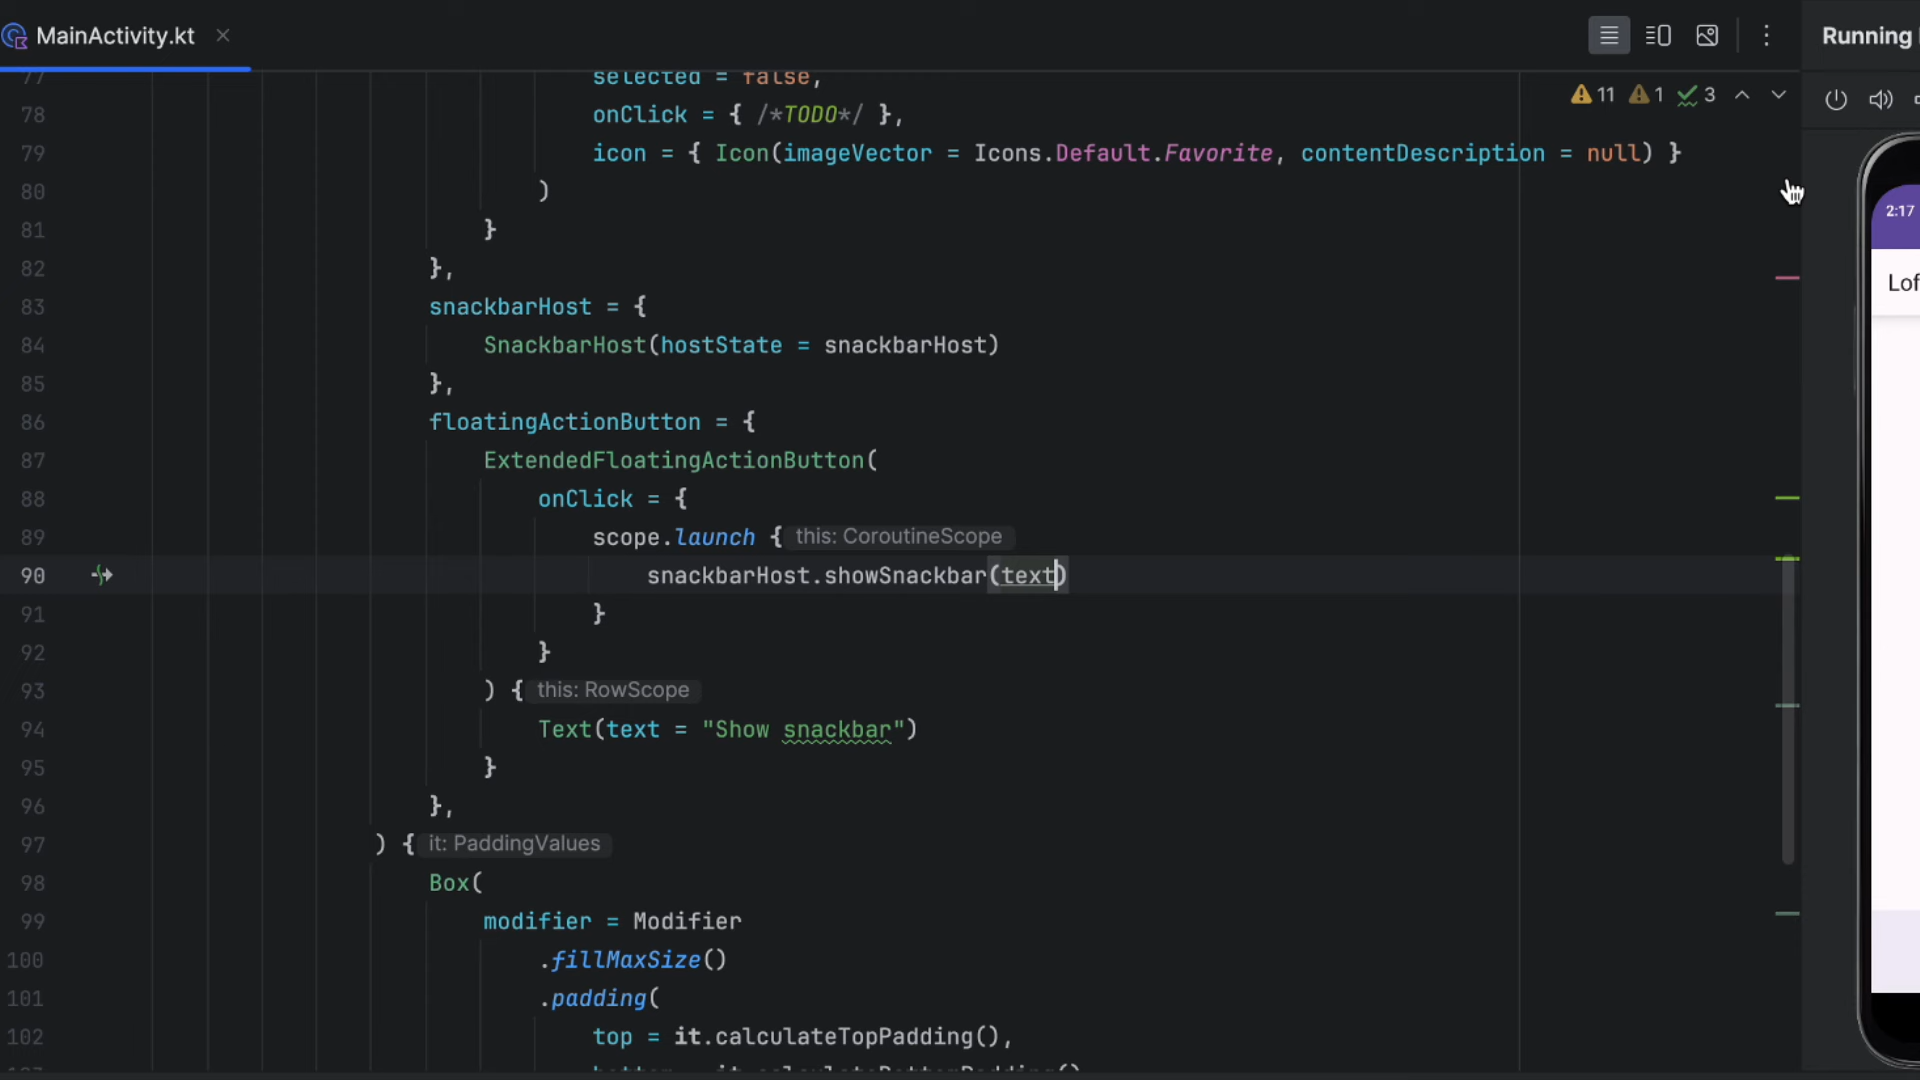 MainActivity.kt
Running
77 selected = false,
11 1 3
78 onClick = { /*TODO*/ },
79 icon = { Icon(imageVector = Icons.Default.Favorite, contentDescription = null) }
80 )
81 }
82 },
83 snackbarHost = {
84 SnackbarHost(hostState = snackbarHost)
85 },
86 floatingActionButton = {
87 ExtendedFloatingActionButton(
88 onClick = {
89 scope.launch { this: CoroutineScope
90 snackbarHost.showSnackbar(text)
91 }
92 }
93 ) { this: RowScope
94 Text(text = "Show snackbar")
95 }
96 },
97 ) { it: PaddingValues
98 Box(
99 modifier = Modifier
100 .fillMaxSize()
101 .padding(
102 top = it.calculateTopPadding(),
2:17
Lof